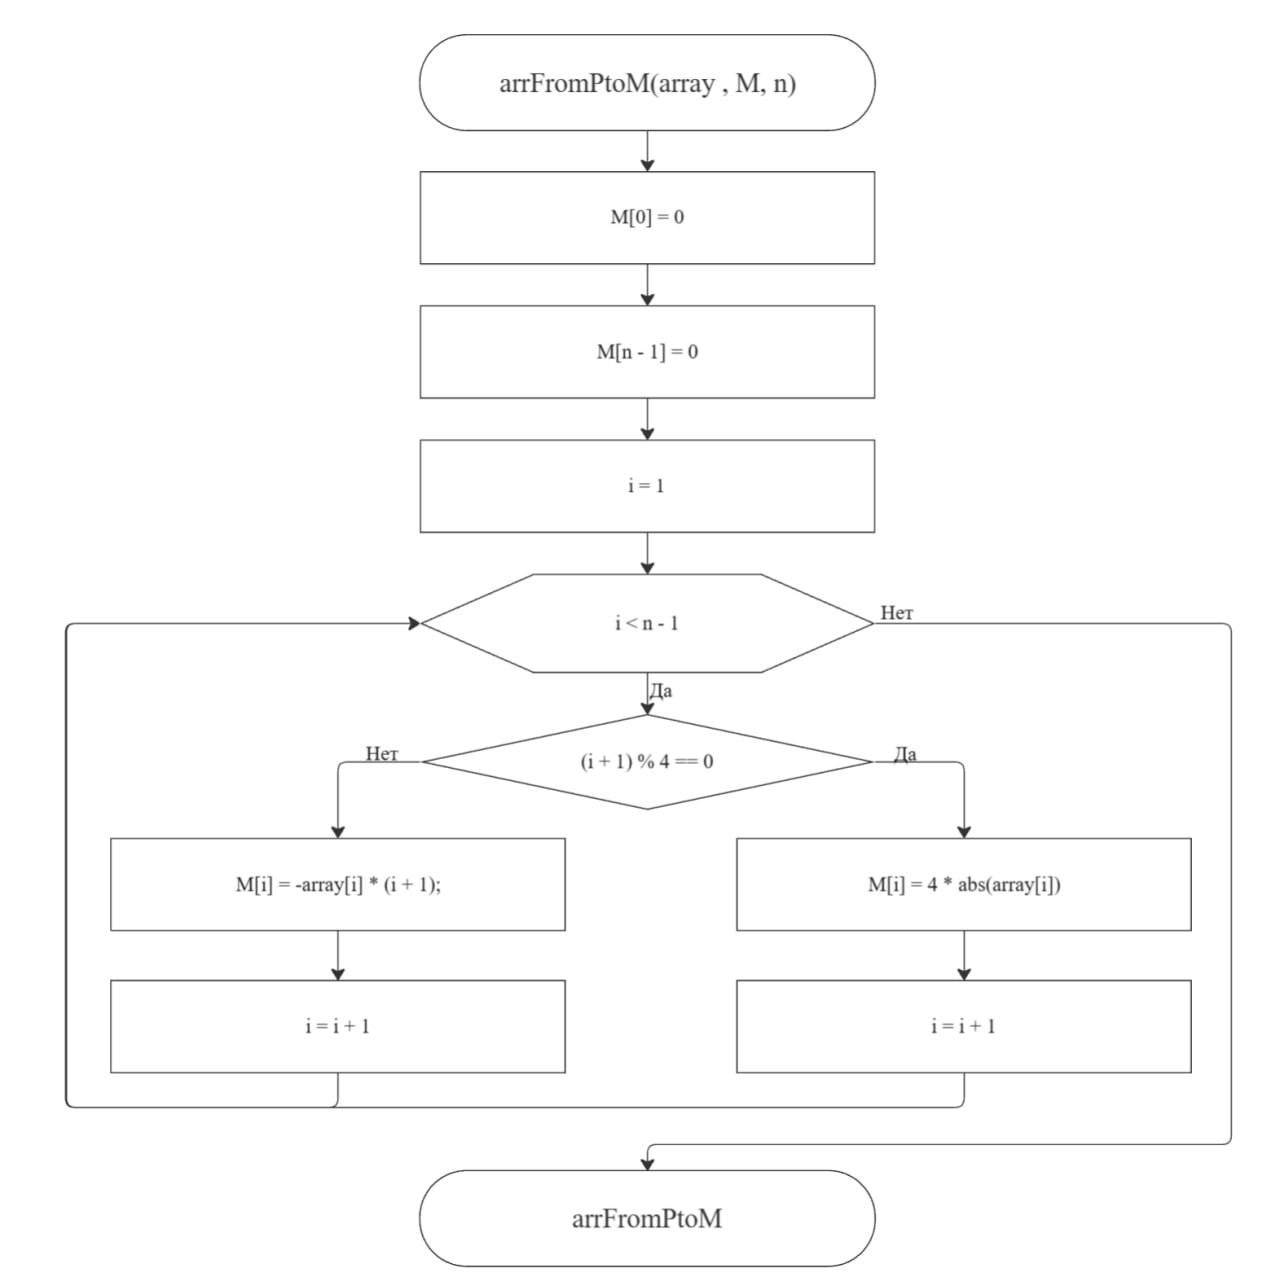 arrFromPtoM(array , M, n)
M[0] = 0
M[n - 1] = 0
i = 1
i < n - 1
Нет
Да
(i + 1) % 4 == 0
Нет
Да
M[i] = -array[i] * (i + 1);
M[i] = 4 * abs(array[i])
i = i + 1
i = i + 1
arrFromPtoM